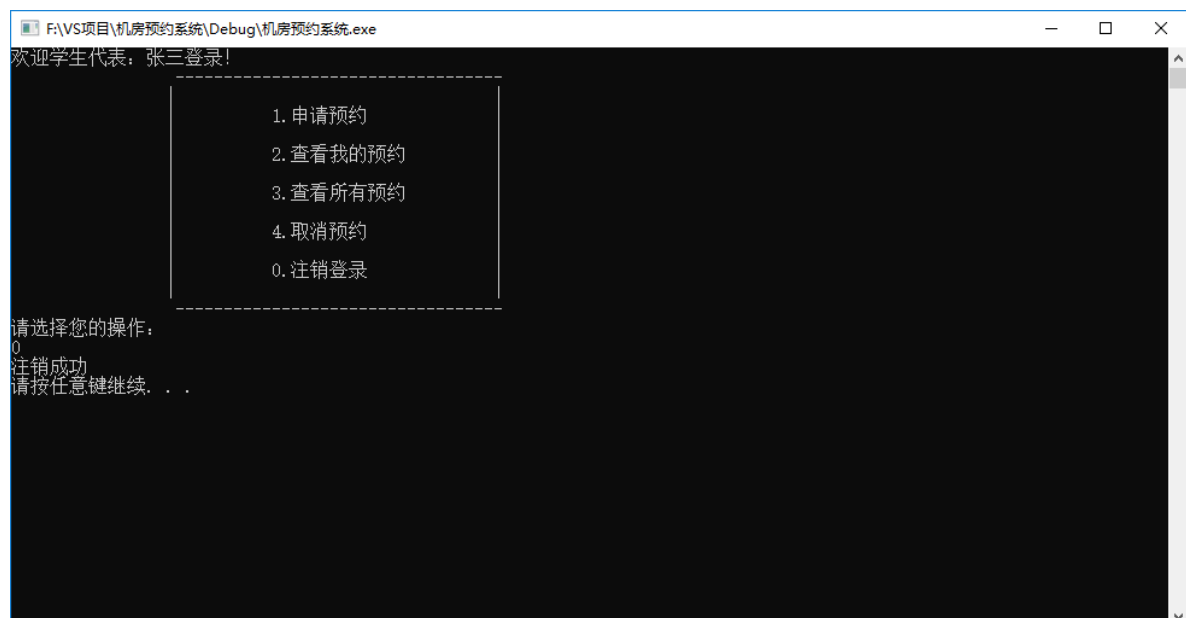 F:\VS项目\机房预约系统\Debug\机房预约系统.exe
欢迎学生代表：张三登录！
----------------------------------
1.申请预约
2.查看我的预约
3.查看所有预约
4.取消预约
0.注销登录
----------------------------------
请选择您的操作：
0
注销成功
请按任意键继续. . .